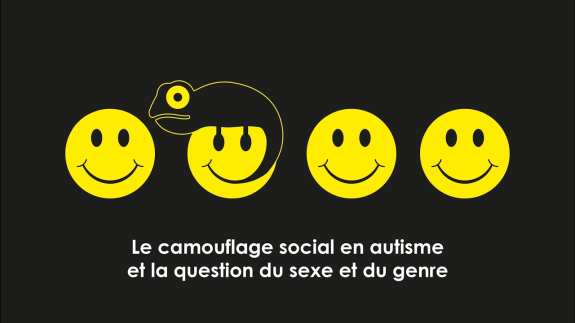 Le camouflage social en autisme
et la question du sexe et du genre